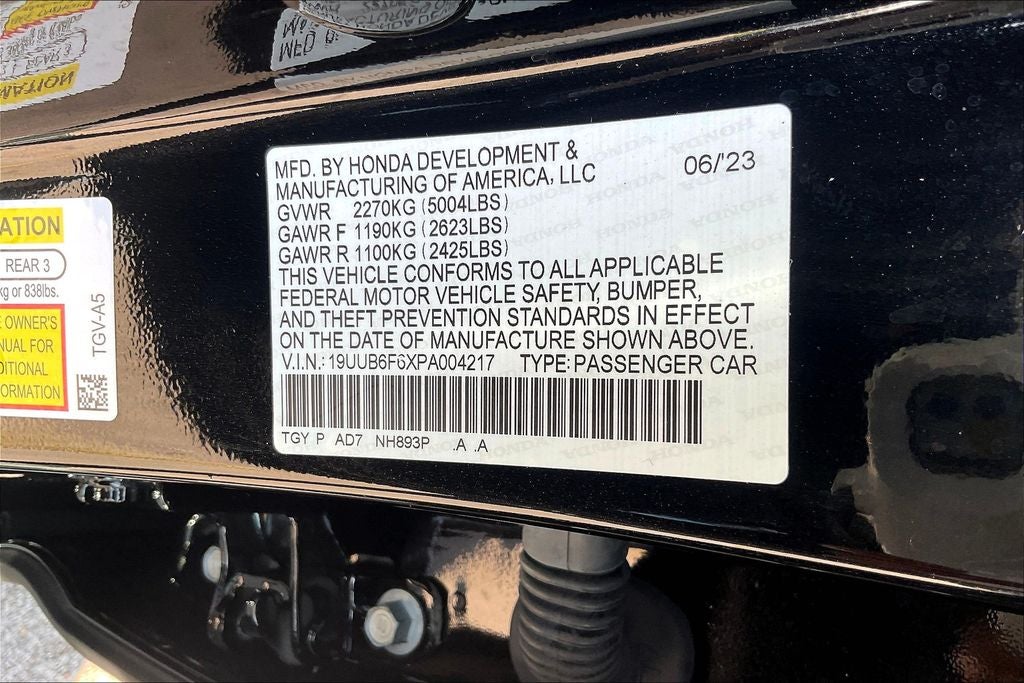 MFD. BY HONDA DEVELOPMENT &
MANUFACTURING OF AMERICA, LLC 06/'23
GVWR 2270KG (5004LBS)
GAWR F 1190KG (2623LBS)
GAWR R 1100KG (2425LBS)
THIS VEHICLE CONFORMS TO ALL APPLICABLE
FEDERAL MOTOR VEHICLE SAFETY, BUMPER,
AND THEFT PREVENTION STANDARDS IN EFFECT
ON THE DATE OF MANUFACTURE SHOWN ABOVE.
V.I.N.: 19UUB6F6XPA004217 TYPE: PASSENGER CAR
TGY P AD7 NH893P .A .A
ATION
REAR 3
kg or 838lbs.
OWNER'S
NUAL FOR
DITIONAL
ORMATION
TGV-A5
HONDA